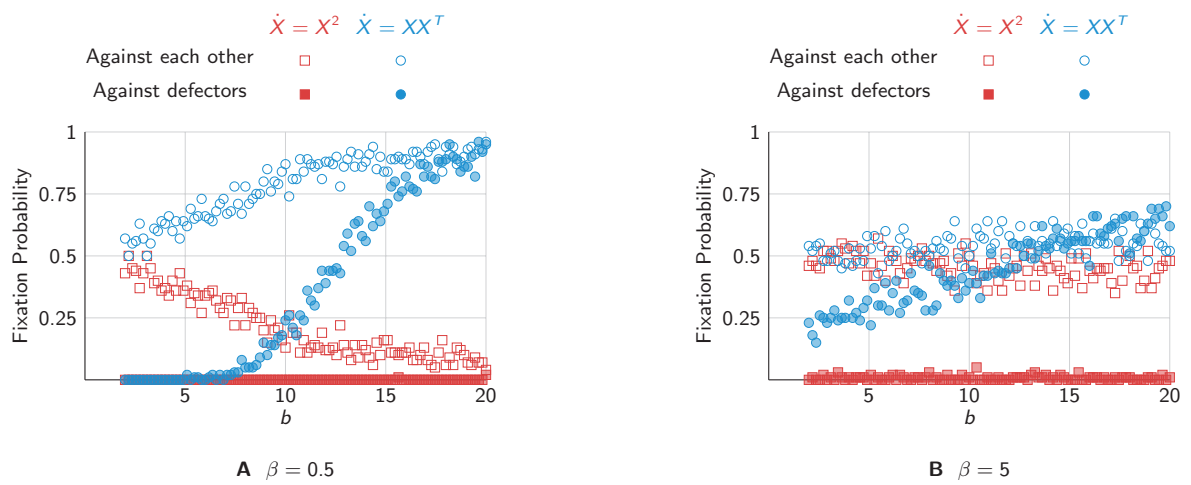 Ẋ = X² Ẋ = XXᵀ
Against each other
Against defectors
1
0.75
0.5
0.25
Fixation Probability
5 10 15 20
b
A β = 0.5
Ẋ = X² Ẋ = XXᵀ
Against each other
Against defectors
1
0.75
0.5
0.25
Fixation Probability
5 10 15 20
b
B β = 5